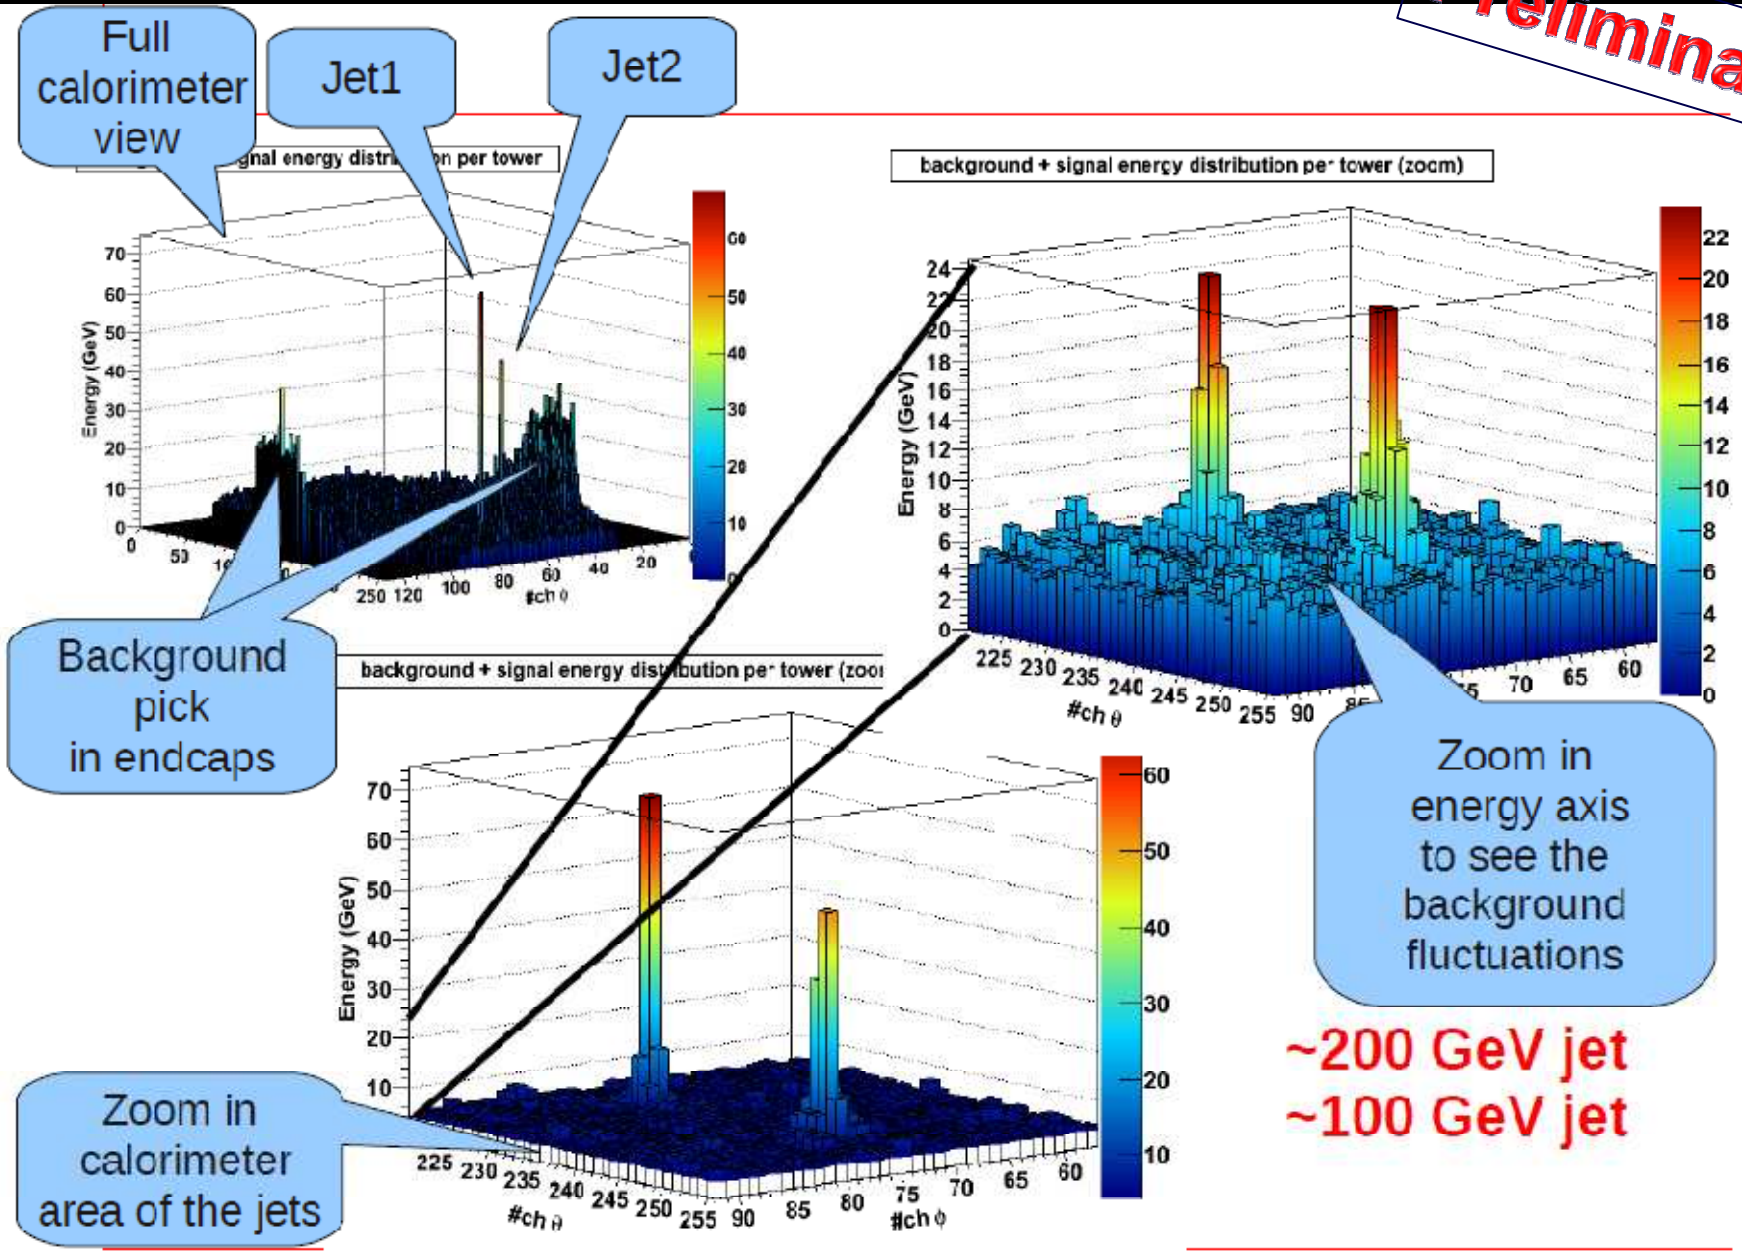 Full
calorimeter
view
Jet1
Jet2
gnal energy distri on per tower
70
60
50
40
30
20
10
0
Energy (GeV)
0
50
250
120
100
80
60
40
20
#ch ϕ
60
50
40
30
20
10
0
background + signal energy distribution per tower (zoom)
24
22
20
18
16
14
12
10
8
6
4
2
0
Energy (GeV)
225 230 235 240 245 250 255
#ch θ
90
70 65 60
22
20
18
16
14
12
10
8
6
4
2
0
Background
pick
in endcaps
background + signal energy distribution per tower (zoo
70
60
50
40
30
20
10
Energy (GeV)
225 230 235 240 245 250 255
#ch θ
90 85 80 75 70 65 60
#ch ϕ
60
50
40
30
20
10
Zoom in
energy axis
to see the
background
fluctuations
~200 GeV jet
~100 GeV jet
Zoom in
calorimeter
area of the jets